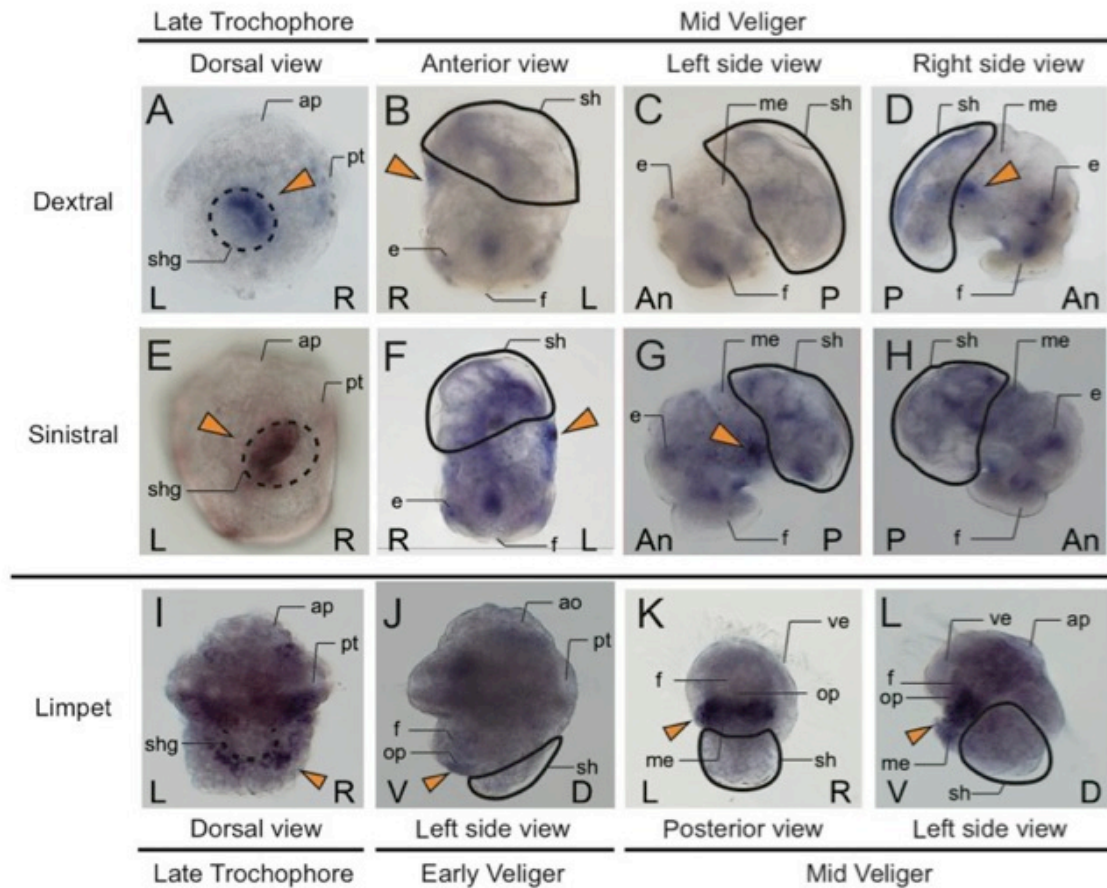 Late Trochophore Mid Veliger
Dorsal view Anterior view Left side view Right side view
A ap pt shg L R
B sh e f R L
C me sh e f An P
D sh me e f P An
Dextral
E ap pt shg L R
F sh e f R L
G me sh e f An P
H sh me e f P An
Sinistral
I ap pt shg L R
J ao pt f op sh V D
K ve f op me sh L R
L ve ap f op me sh V D
Limpet
Dorsal view Left side view Posterior view Left side view
Late Trochophore Early Veliger Mid Veliger